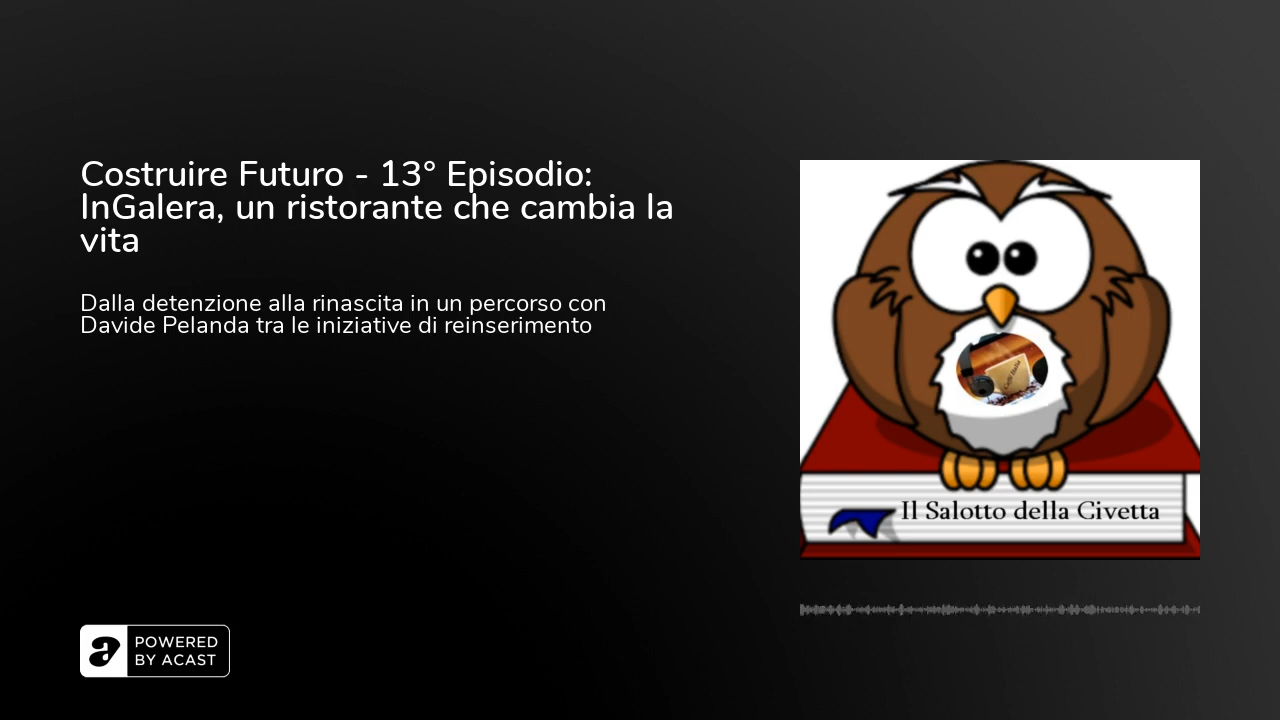 Costruire Futuro - 13° Episodio:
InGalera, un ristorante che cambia la
vita
Dalla detenzione alla rinascita in un percorso con
Davide Pelanda tra le iniziative di reinserimento
Il Salotto della Civetta
POWERED
BY ACAST